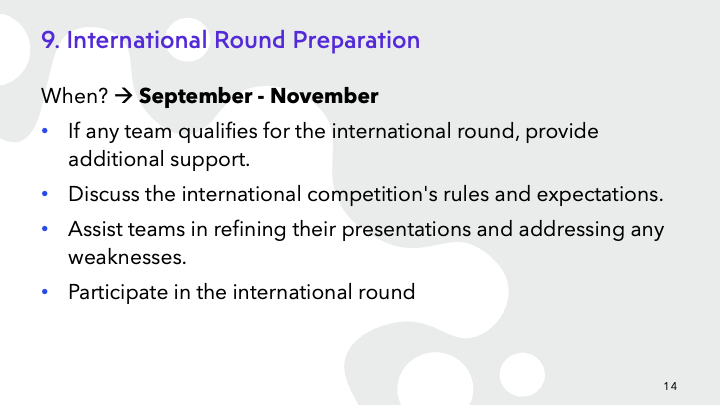 9. International Round Preparation
When? → September - November
• If any team qualifies for the international round, provide
additional support.
• Discuss the international competition's rules and expectations.
• Assist teams in refining their presentations and addressing any
weaknesses.
• Participate in the international round
14